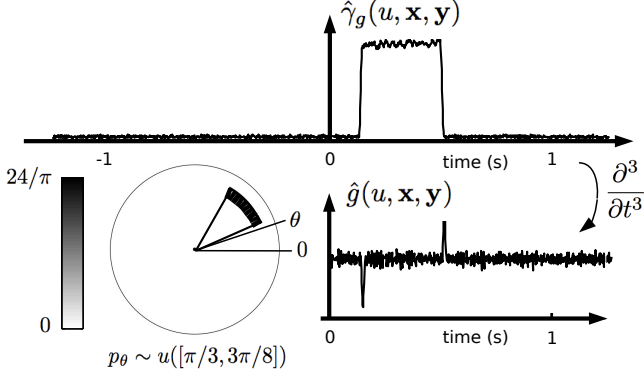 γ̂_g(u, x, y)
-1 0 time (s) 1
24/π
0
θ
0
p_θ ∼ u([π/3, 3π/8])
∂³/∂t³
ĝ(u, x, y)
0 time (s) 1